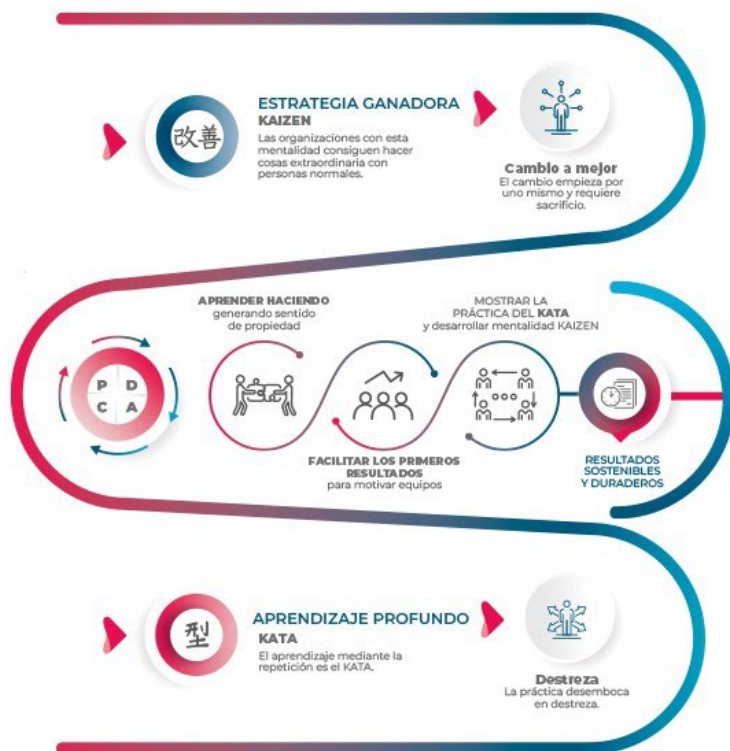 改善
ESTRATEGIA GANADORA
KAIZEN
Las organizaciones con esta
mentalidad consiguen hacer
cosas extraordinaria con
personas normales.
Cambio a mejor
El cambio empieza por
uno mismo y requiere
sacrificio.
P D
C A
APRENDER HACIENDO
generando sentido
de propiedad
FACILITAR LOS PRIMEROS
RESULTADOS
para motivar equipos
MOSTRAR LA
PRÁCTICA DEL KATA
y desarrollar mentalidad KAIZEN
RESULTADOS
SOSTENIBLES
Y DURADEROS
型
APRENDIZAJE PROFUNDO
KATA
El aprendizaje mediante la
repetición es el KATA.
Destreza
La práctica desemboca
en destreza.